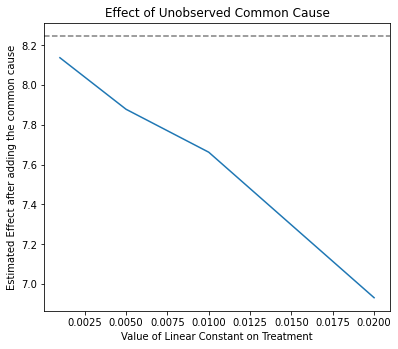 Effect of Unobserved Common Cause
Estimated Effect after adding the common cause
8.2
8.0
7.8
7.6
7.4
7.2
7.0
0.0025 0.0050 0.0075 0.0100 0.0125 0.0150 0.0175 0.0200
Value of Linear Constant on Treatment